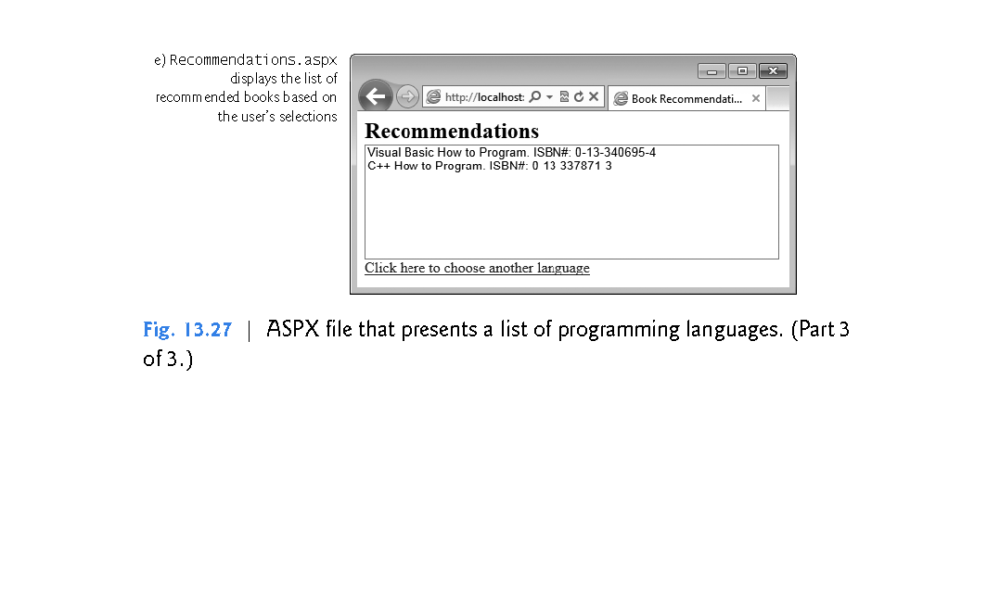 e) Recommendations.aspx
displays the list of
recommended books based on
the user's selections
http://localhost:
Book Recommendati...
Recommendations
Visual Basic How to Program. ISBN#: 0-13-340695-4
C++ How to Program. ISBN#: 0-13-337871-3
Click here to choose another language
Fig. 13.27 | ASPX file that presents a list of programming languages. (Part 3
of 3.)